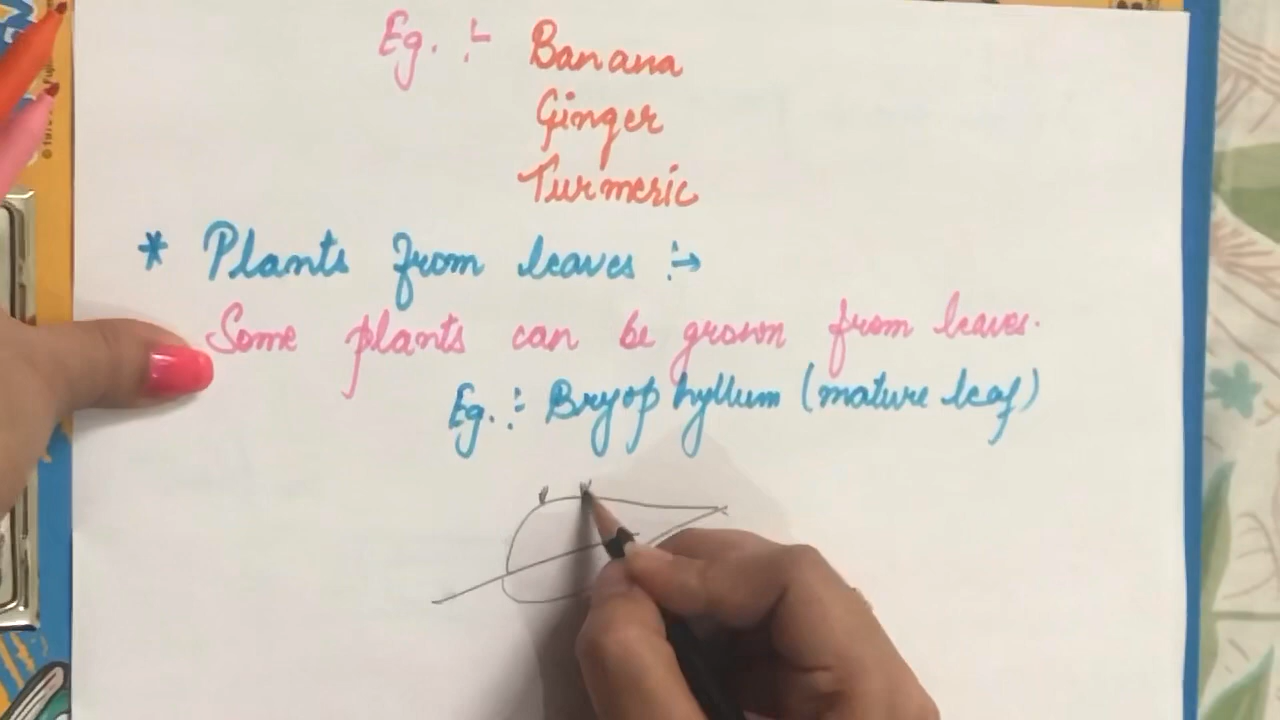 Eg. :- Banana
Ginger
Turmeric
* Plants from leaves :→
Some plants can be grown from leaves.
Eg. :- Bryophyllum (mature leaf)